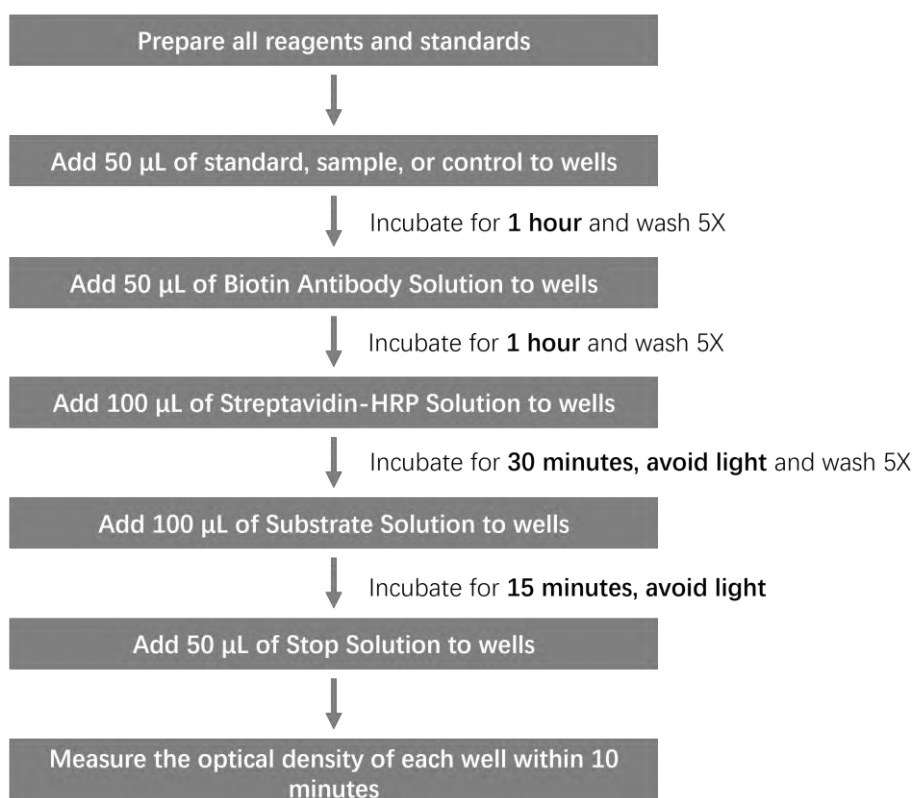 Prepare all reagents and standards
Add 50 μL of standard, sample, or control to wells
Incubate for 1 hour and wash 5X
Add 50 μL of Biotin Antibody Solution to wells
Incubate for 1 hour and wash 5X
Add 100 μL of Streptavidin-HRP Solution to wells
Incubate for 30 minutes, avoid light and wash 5X
Add 100 μL of Substrate Solution to wells
Incubate for 15 minutes, avoid light
Add 50 μL of Stop Solution to wells
Measure the optical density of each well within 10
minutes